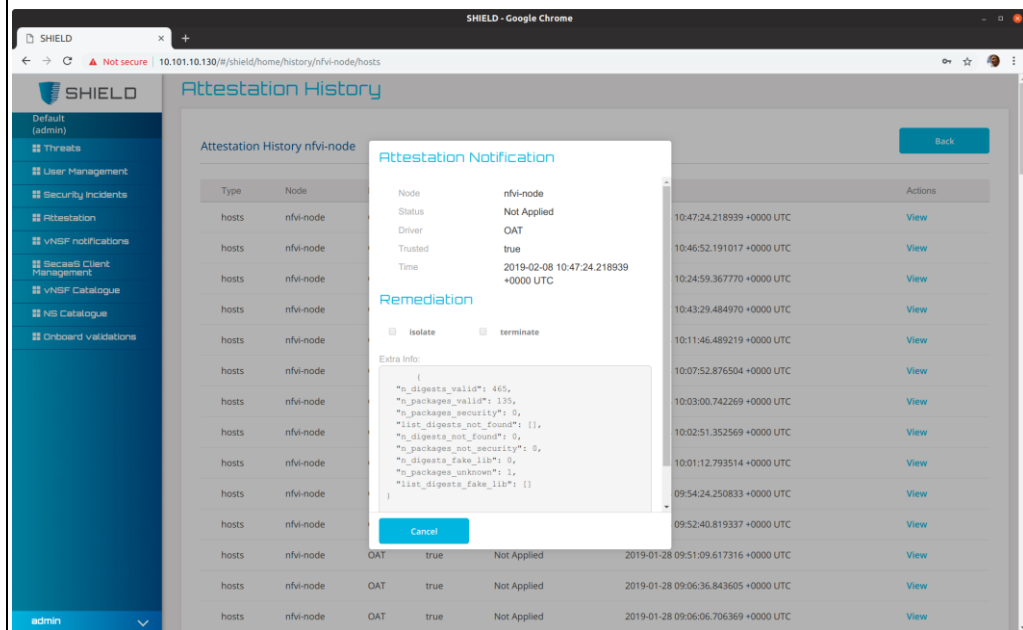 SHIELD - Google Chrome
SHIELD
Not secure 10.101.10.130/#/shield/home/history/nfvi-node/hosts
SHIELD
Attestation History
Default
(admin)
Threats
User Management
Security Incidents
Attestation
vNSF notifications
SecaaS Client
Management
vNSF Catalogue
NS Catalogue
Onboard validations
admin
Attestation History nfvi-node
Back
Type Node Actions
hosts nfvi-node 10:47:24.218939 +0000 UTC View
hosts nfvi-node 10:46:52.191017 +0000 UTC View
hosts nfvi-node 10:24:59.367770 +0000 UTC View
hosts nfvi-node 10:43:29.484970 +0000 UTC View
hosts nfvi-node 10:11:46.489219 +0000 UTC View
hosts nfvi-node 10:07:52.876504 +0000 UTC View
hosts nfvi-node 10:03:00.742269 +0000 UTC View
hosts nfvi-node 10:02:51.352569 +0000 UTC View
hosts nfvi-node 10:01:12.793514 +0000 UTC View
hosts nfvi-node 09:54:24.250833 +0000 UTC View
hosts nfvi-node 09:52:40.819337 +0000 UTC View
hosts nfvi-node OAT true Not Applied 2019-01-28 09:51:09.617316 +0000 UTC View
hosts nfvi-node OAT true Not Applied 2019-01-28 09:06:36.843605 +0000 UTC View
hosts nfvi-node OAT true Not Applied 2019-01-28 09:06:06.706369 +0000 UTC View
Attestation Notification
Node nfvi-node
Status Not Applied
Driver OAT
Trusted true
Time 2019-02-08 10:47:24.218939
+0000 UTC
Remediation
isolate terminate
Extra Info:
{
"n_digests_valid": 465,
"n_packages_valid": 135,
"n_packages_security": 0,
"list_digests_not_found": [],
"n_digests_not_found": 0,
"n_packages_not_security": 0,
"n_digests_fake_lib": 0,
"n_packages_unknown": 1,
"list_digests_fake_lib": []
}
Cancel